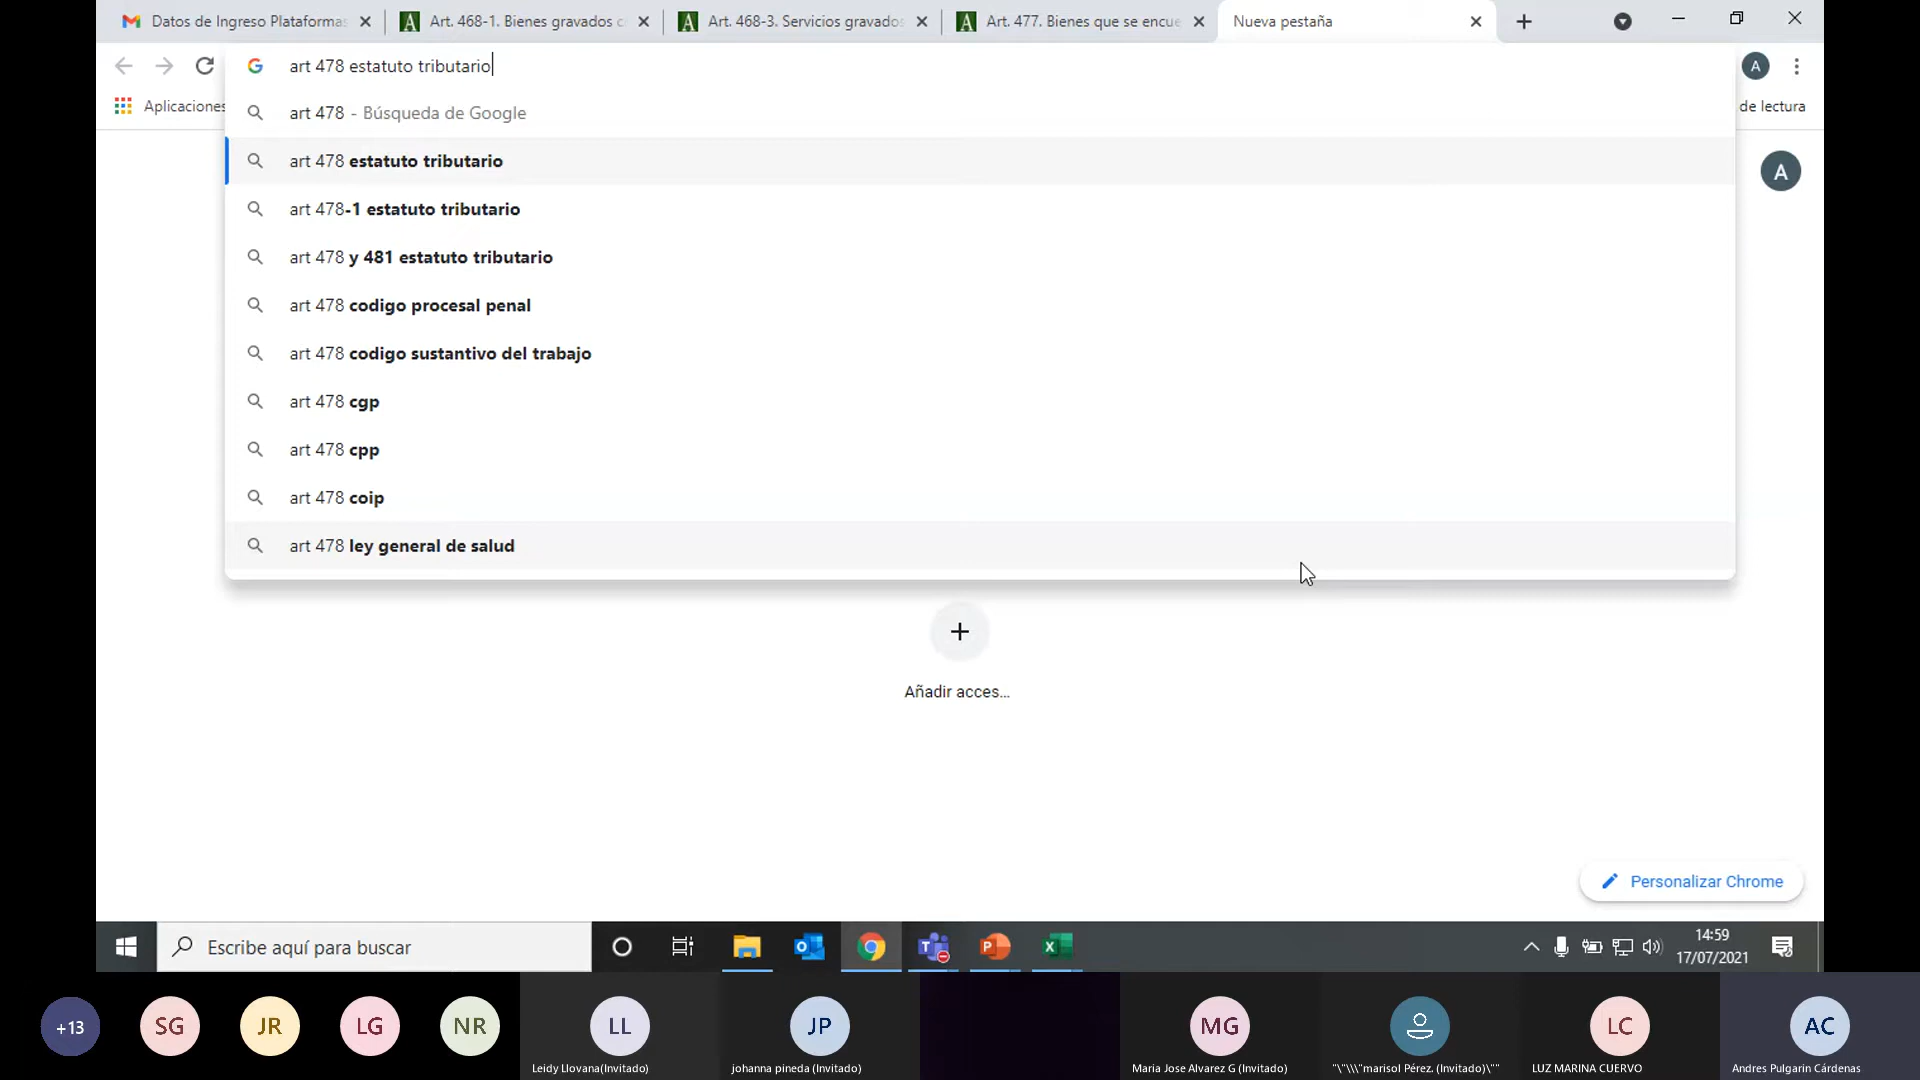 Datos de Ingreso Plataformas
Art. 468-1. Bienes gravados c
Art. 468-3. Servicios gravados
Art. 477. Bienes que se encue
Nueva pestaña
art 478 estatuto tributario
A
Aplicaciones
de lectura
art 478 - Búsqueda de Google
art 478 estatuto tributario
A
art 478-1 estatuto tributario
art 478 y 481 estatuto tributario
art 478 codigo procesal penal
art 478 codigo sustantivo del trabajo
art 478 cgp
art 478 cpp
art 478 coip
art 478 ley general de salud
Añadir acces...
Personalizar Chrome
Escribe aquí para buscar
14:59
17/07/2021
+13
SG
JR
LG
NR
LL
JP
MG
LC
AC
Leidy Llovana(Invitado)
johanna pineda (Invitado)
Maria Jose Alvarez G (Invitado)
"\"\\\"marisol Pérez. (Invitado)\""
LUZ MARINA CUERVO
Andres Pulgarin Cárdenas